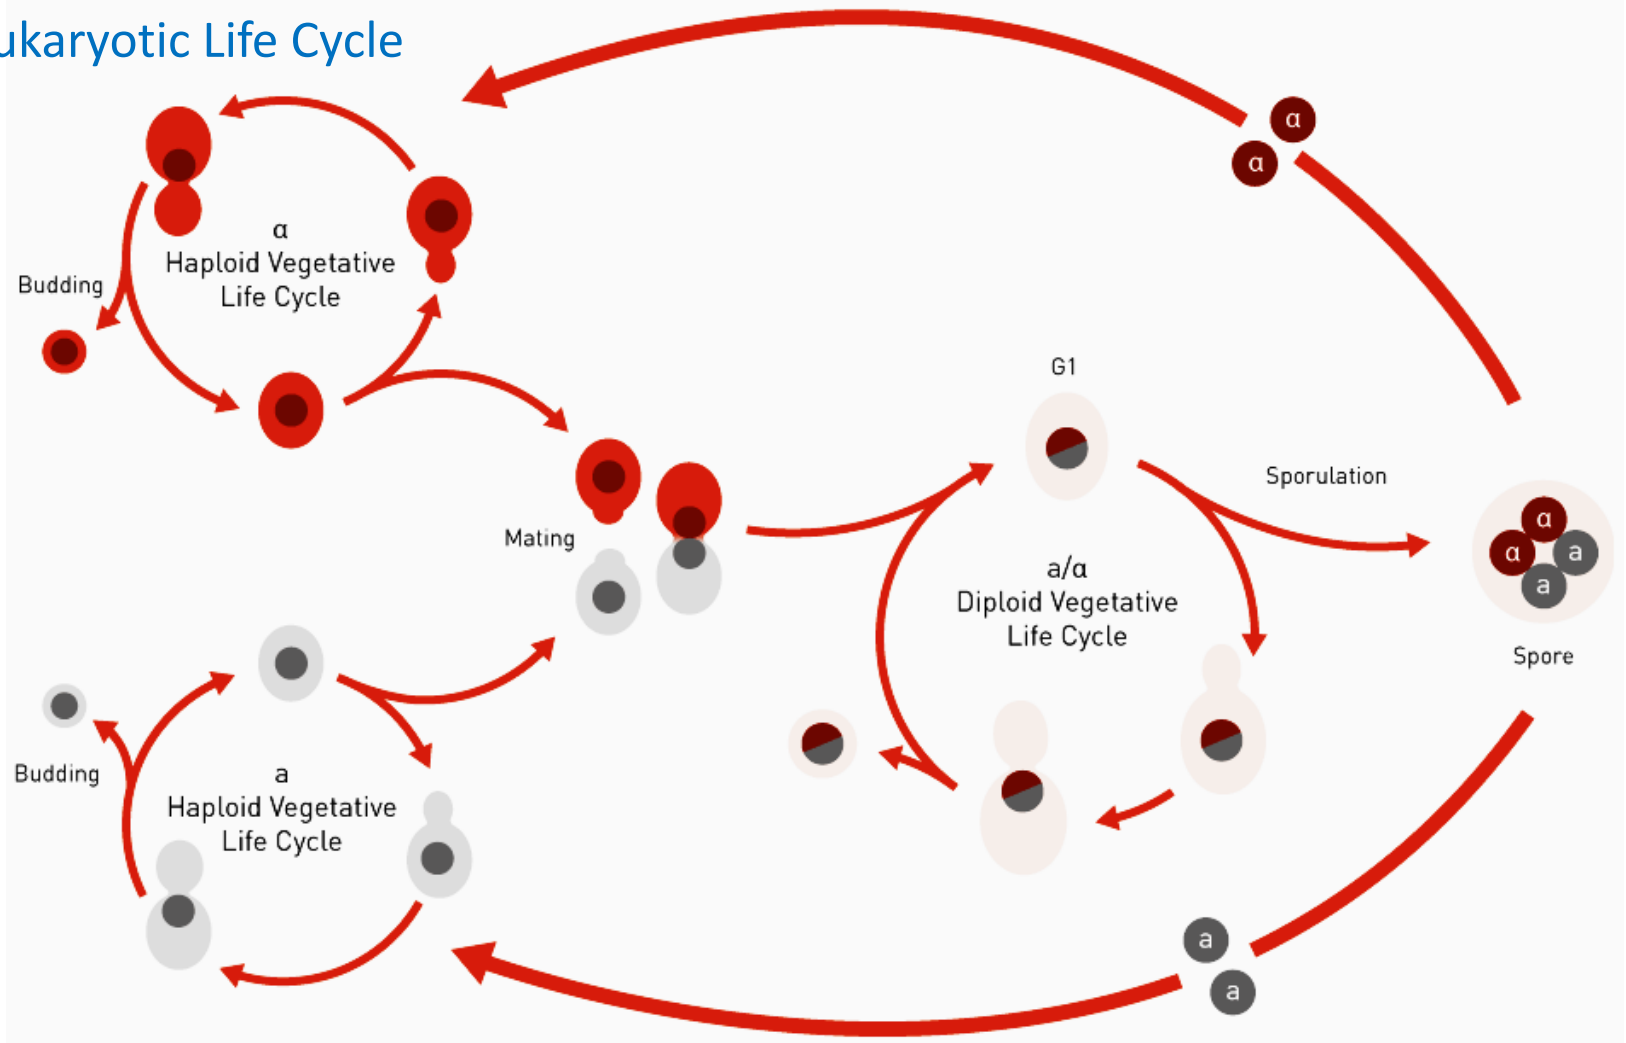 ukaryotic Life Cycle
α
α
α
Haploid Vegetative
Life Cycle
Budding
G1
Sporulation
Mating
α
α
a
a
a/α
Diploid Vegetative
Life Cycle
Spore
Budding
a
Haploid Vegetative
Life Cycle
a
a